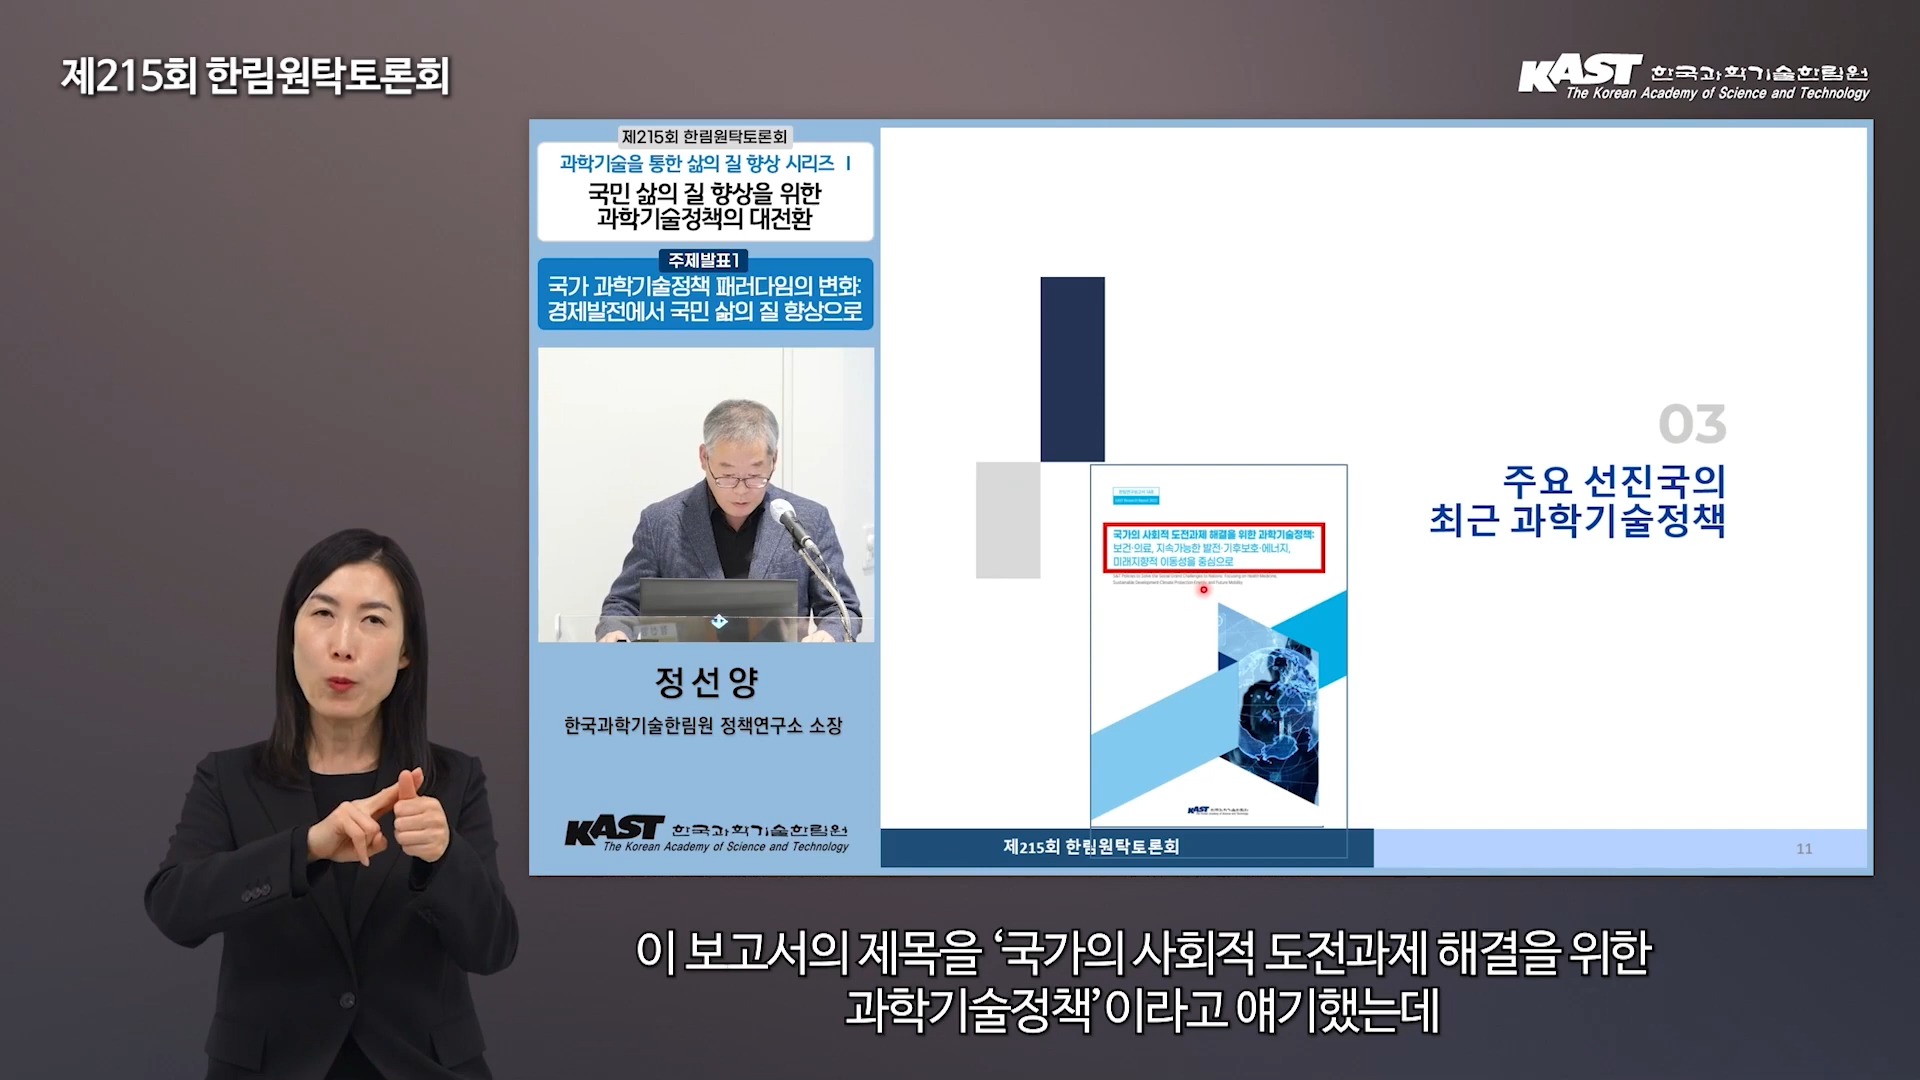 제215회 한림원탁토론회
KAST 한국과학기술한림원
The Korean Academy of Science and Technology
제215회 한림원탁토론회
과학기술을 통한 삶의 질 향상 시리즈 Ⅰ
국민 삶의 질 향상을 위한
과학기술정책의 대전환
주제발표1
국가 과학기술정책 패러다임의 변화:
경제발전에서 국민 삶의 질 향상으로
정선양
한국과학기술한림원 정책연구소 소장
KAST 한국과학기술한림원
The Korean Academy of Science and Technology
03
주요 선진국의
최근 과학기술정책
국가의 사회적 도전과제 해결을 위한 과학기술정책:
보건·의료, 지속가능한 발전·기후보호·에너지,
미래지향적 이동성을 중심으로
KAST 한국과학기술한림원
제215회 한림원탁토론회
11
이 보고서의 제목을 ‘국가의 사회적 도전과제 해결을 위한
과학기술정책’이라고 얘기했는데